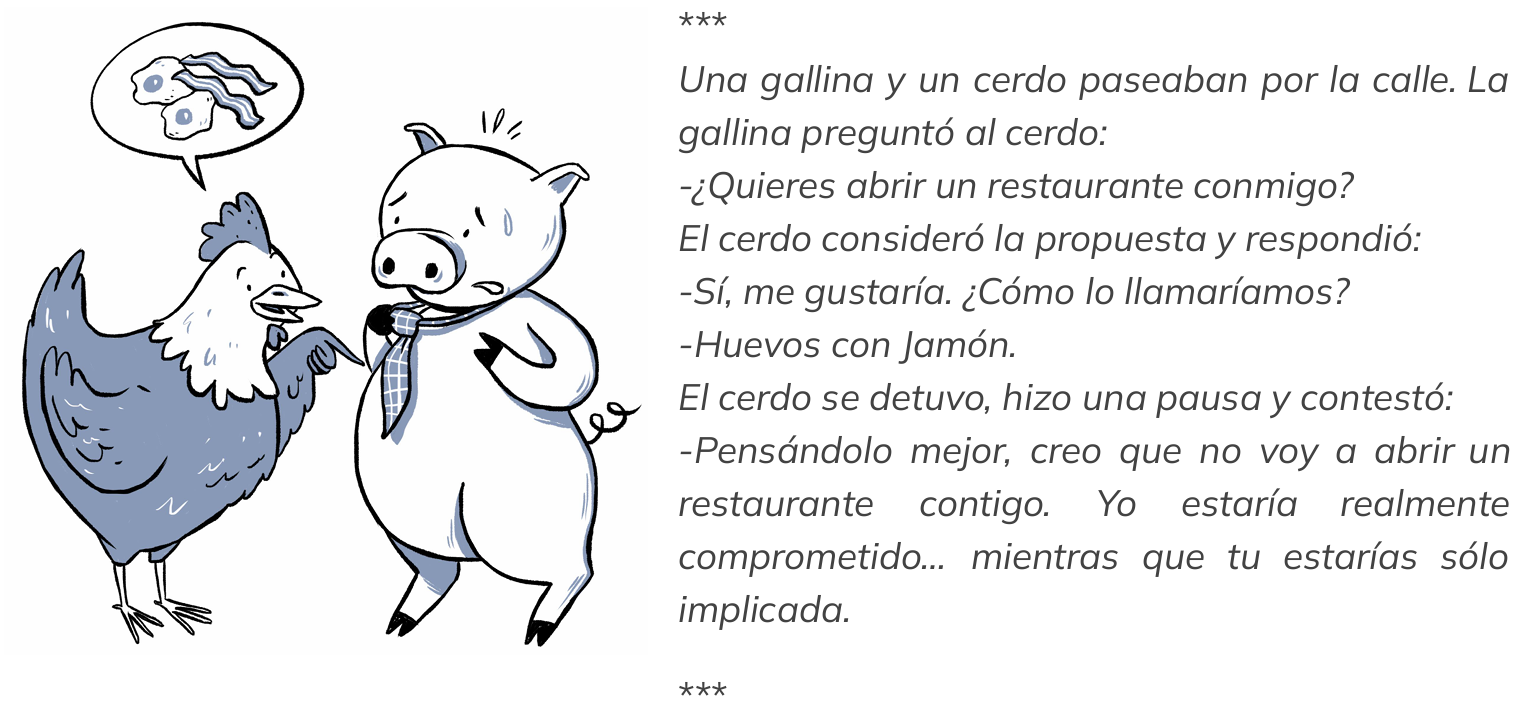 ***
Una gallina y un cerdo paseaban por la calle. La
gallina preguntó al cerdo:
-¿Quieres abrir un restaurante conmigo?
El cerdo consideró la propuesta y respondió:
-Sí, me gustaría. ¿Cómo lo llamaríamos?
-Huevos con Jamón.
El cerdo se detuvo, hizo una pausa y contestó:
-Pensándolo mejor, creo que no voy a abrir un
restaurante contigo. Yo estaría realmente
comprometido... mientras que tu estarías sólo
implicada.
***